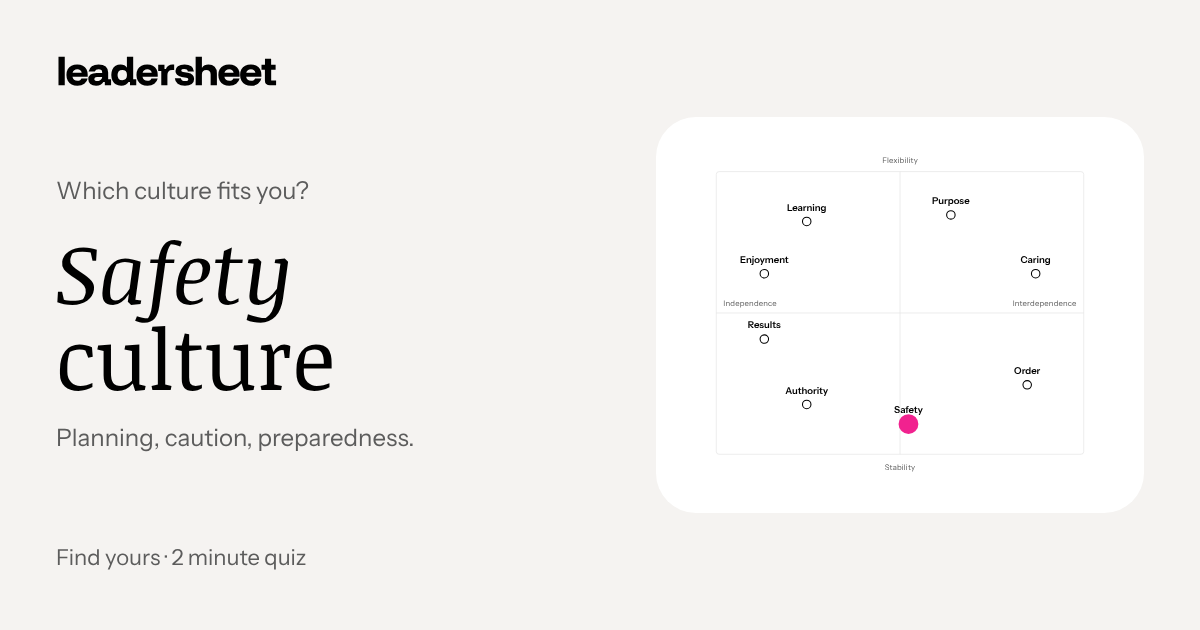 leadersheet
Which culture fits you?
Safety
culture
Planning, caution, preparedness.
Find yours · 2 minute quiz
Flexibility
Learning
Purpose
Enjoyment
Caring
Independence
Interdependence
Results
Order
Authority
Safety
Stability